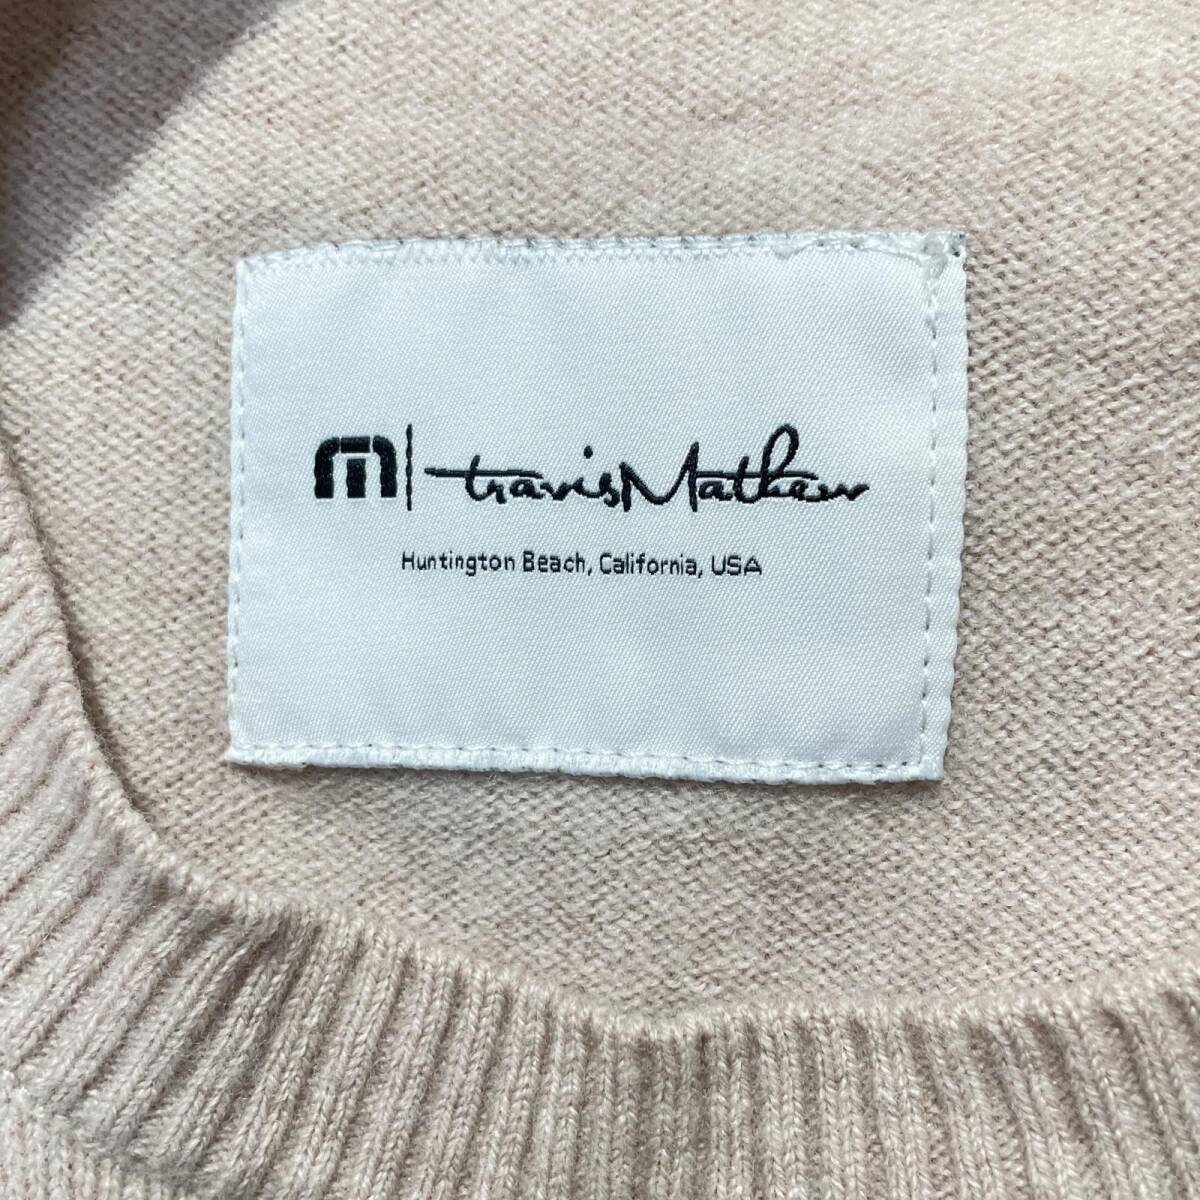 m| travisMathew
Huntington Beach, California, USA